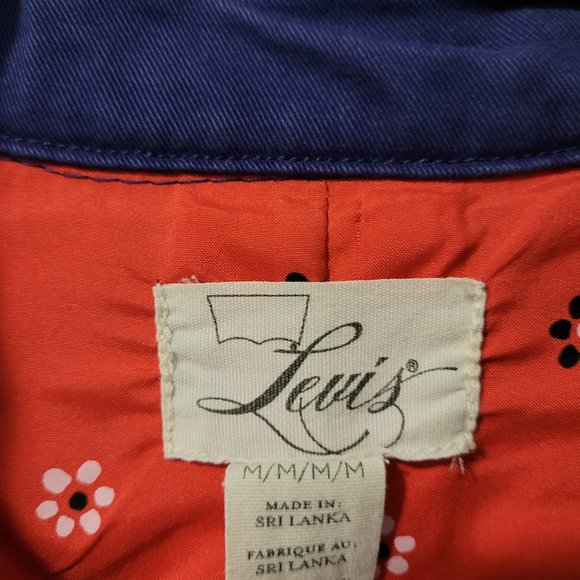 Levi's®
M/M/M/M
MADE IN:
SRI LANKA
FABRIQUE AU:
SRI LANKA